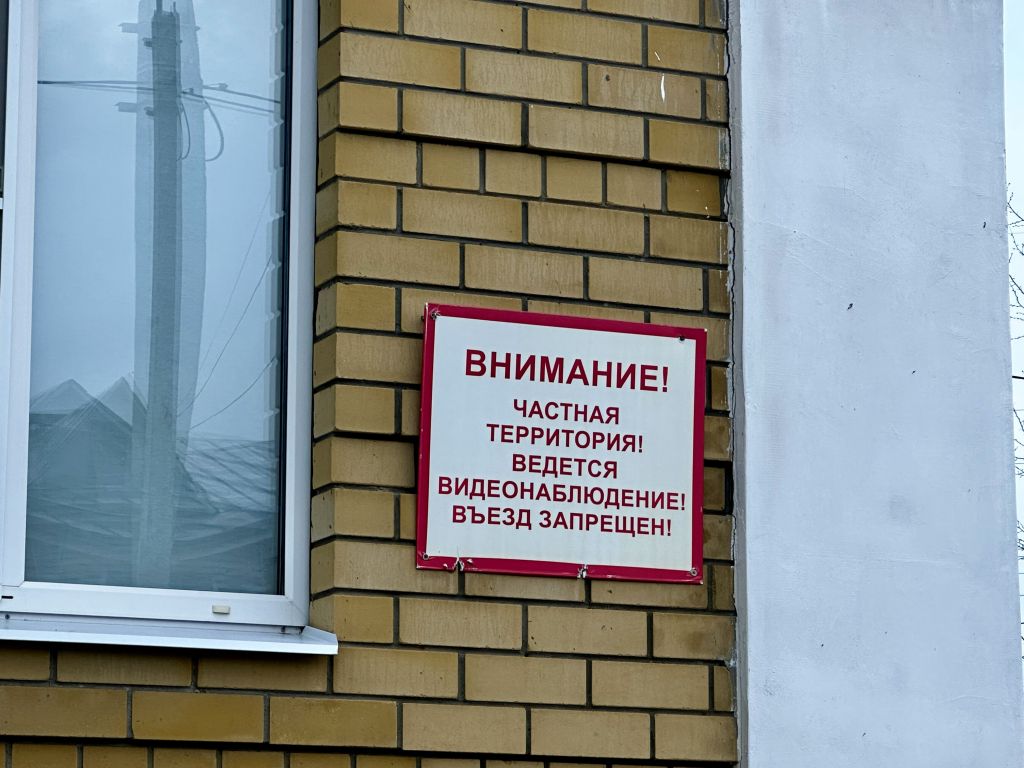 ВНИМАНИЕ!
ЧАСТНАЯ
ТЕРРИТОРИЯ!
ВЕДЕТСЯ
ВИДЕОНАБЛЮДЕНИЕ!
ВЪЕЗД ЗАПРЕЩЕН!